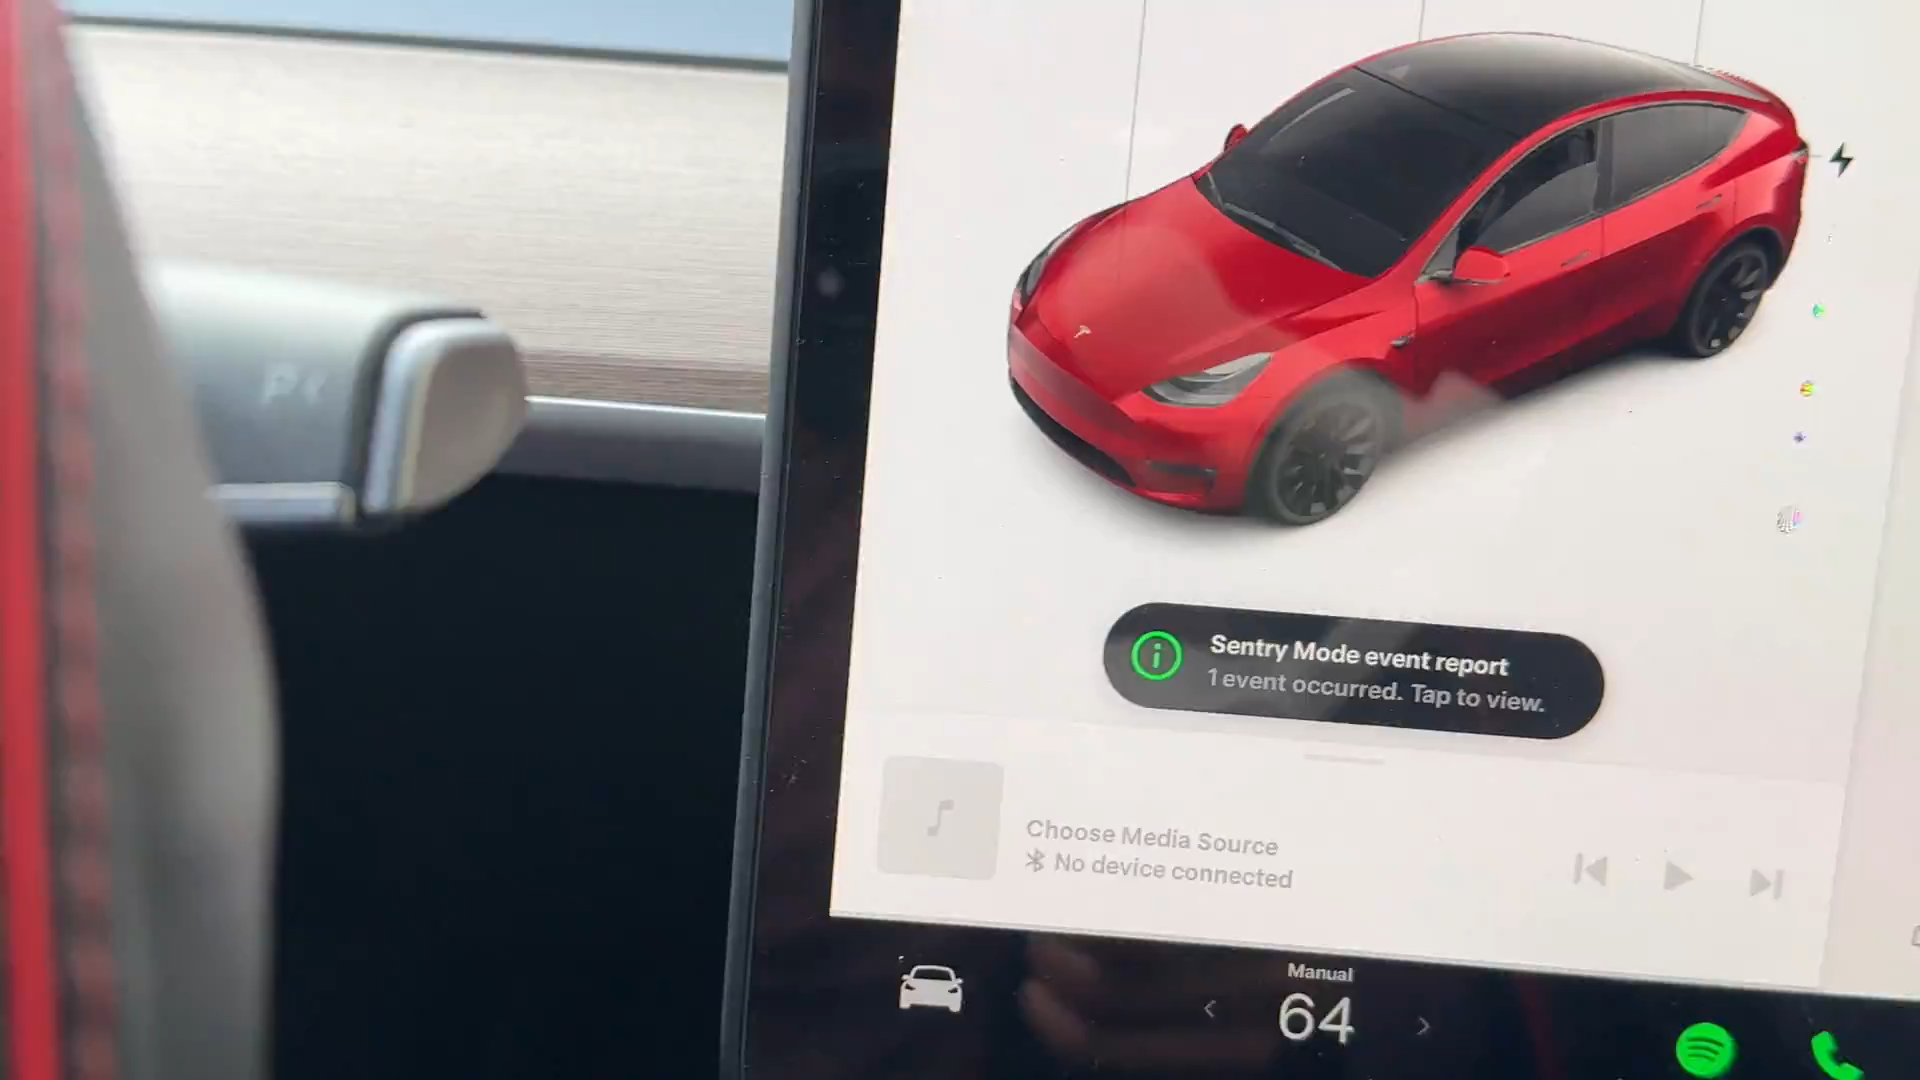 Sentry Mode event report
1 event occurred. Tap to view.
Choose Media Source
No device connected
Manual
64